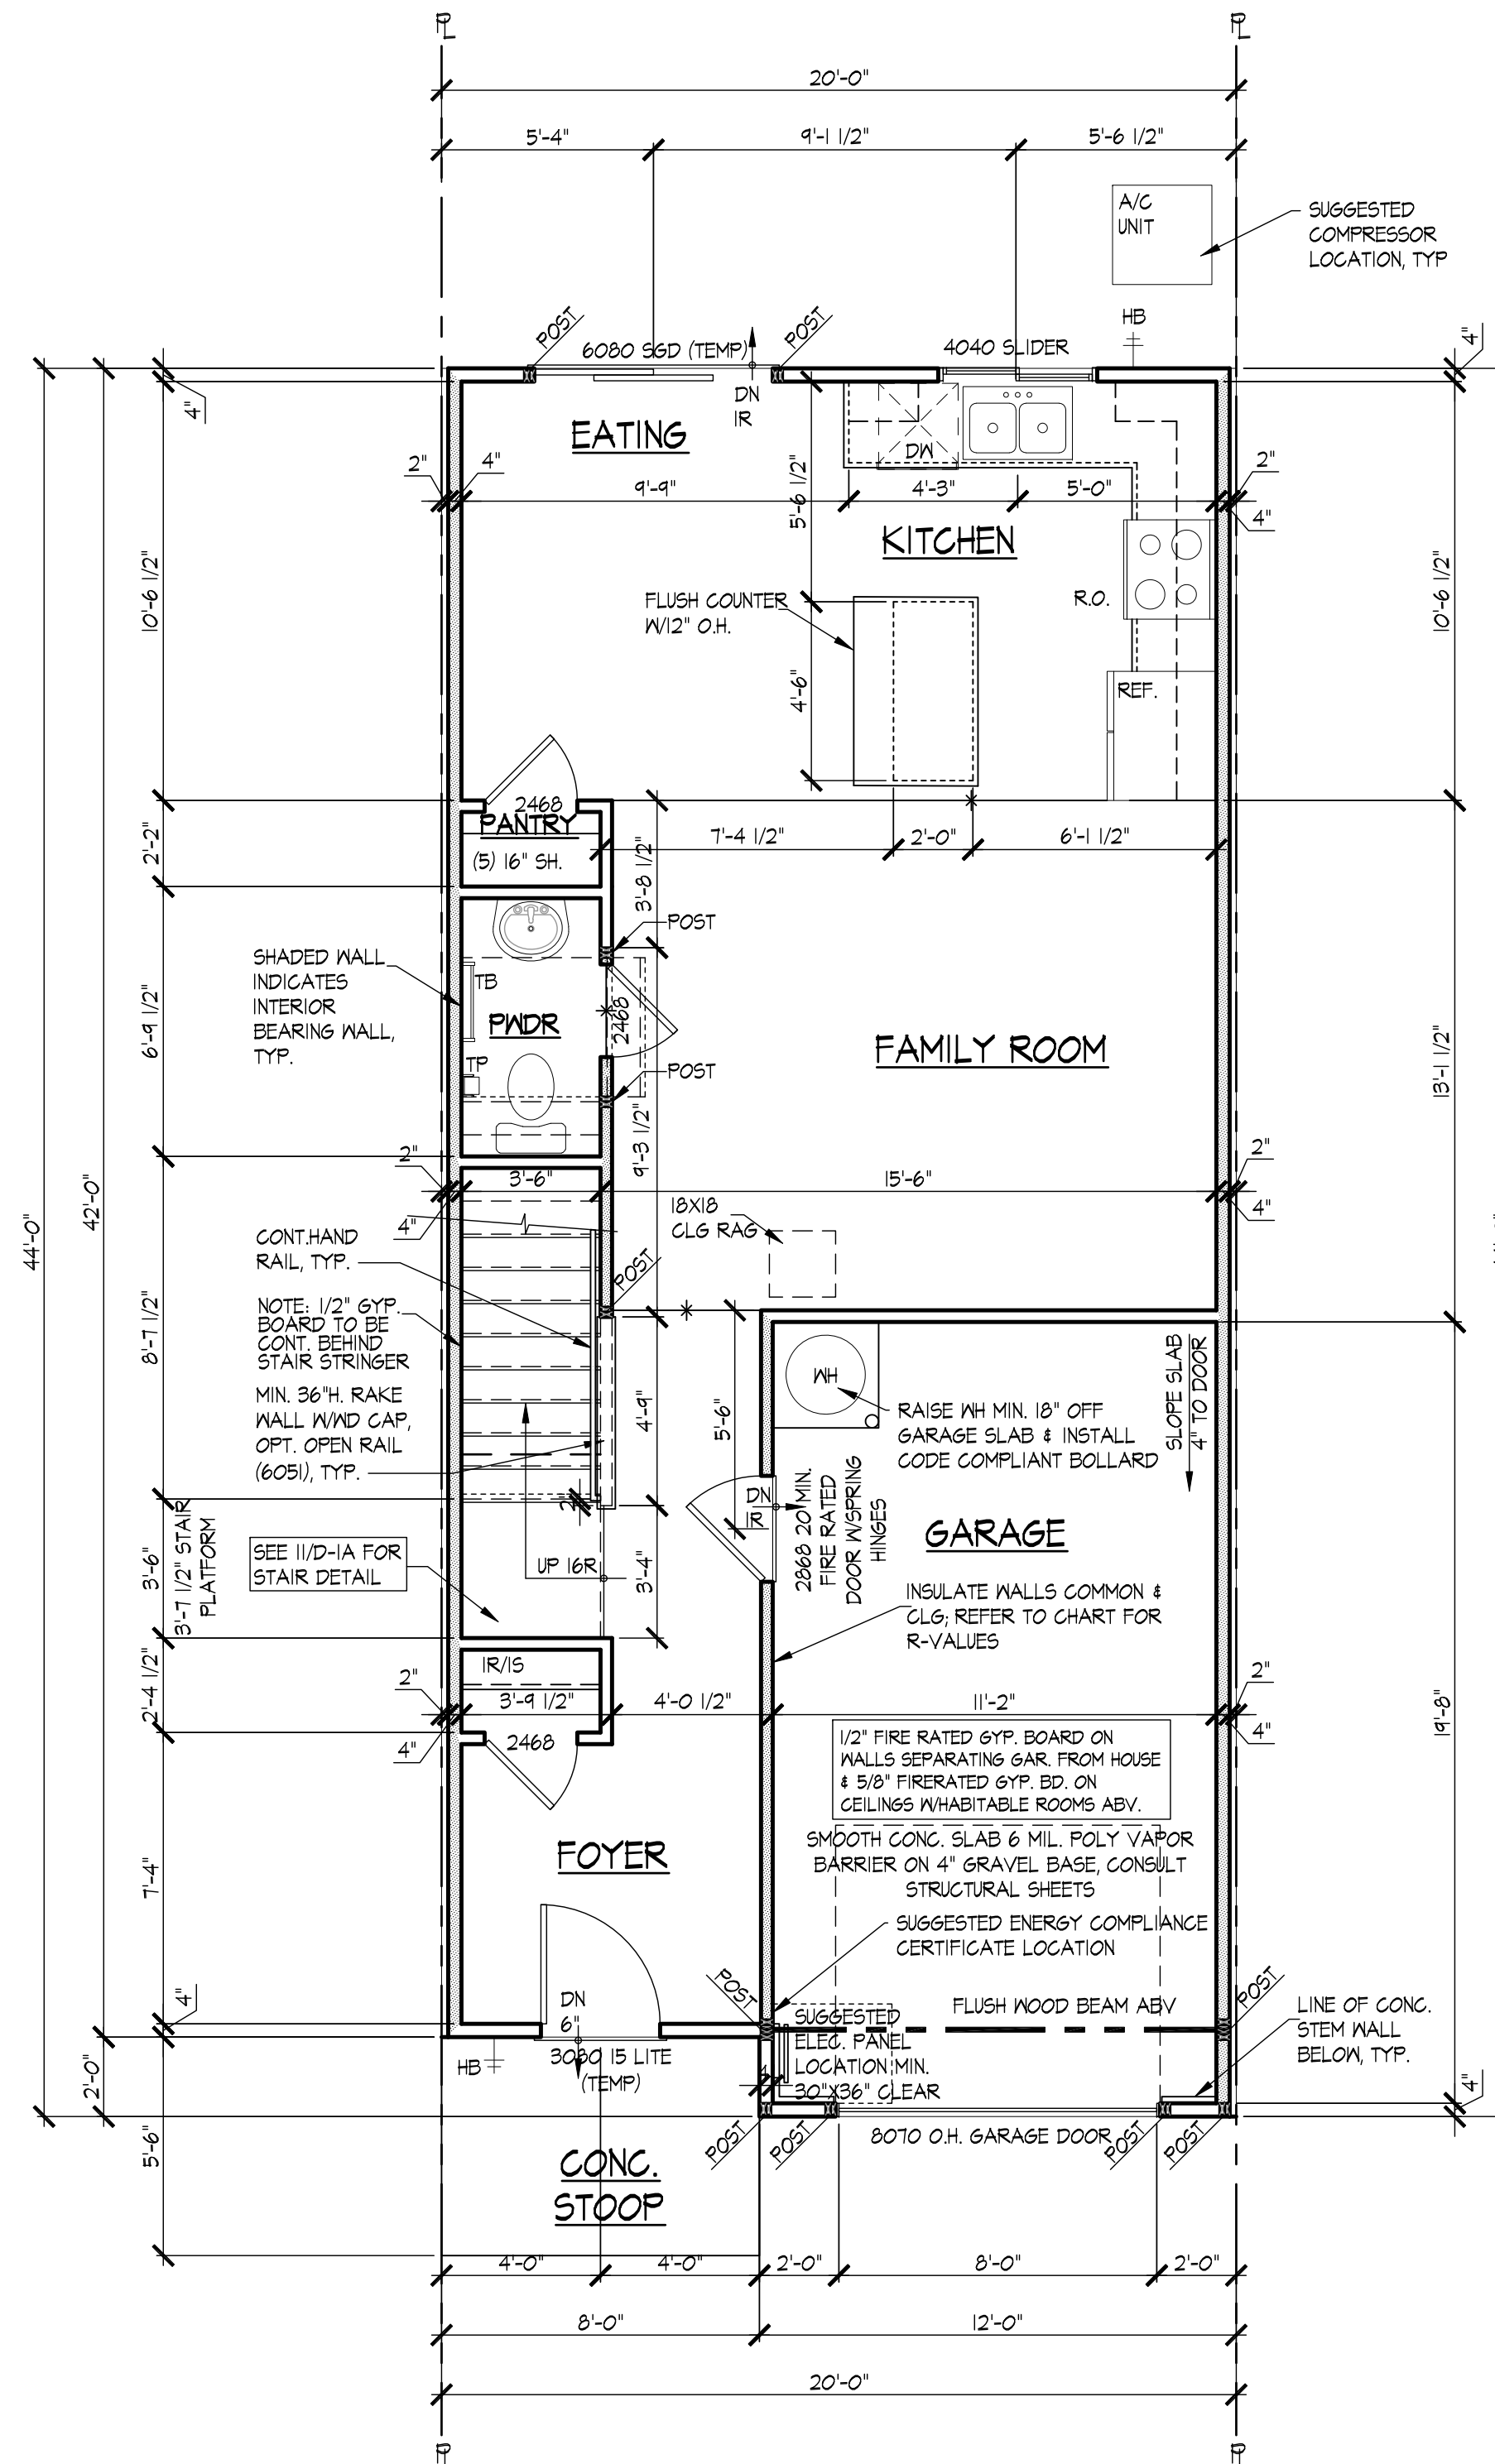 PL
PL
20'-0"
5'-4"
9'-1 1/2"
5'-6 1/2"
A/C
UNIT
SUGGESTED
COMPRESSOR
LOCATION, TYP
POST
6080 SGD (TEMP)
POST
4040 SLIDER
HB
4"
4"
DN
1R
EATING
DW
2"
4"
9'-9"
5'-6 1/2"
4'-3"
5'-0"
2"
4"
KITCHEN
10'-6 1/2"
10'-6 1/2"
FLUSH COUNTER
W/12" O.H.
R.O.
4'-6"
REF.
2468
PANTRY
(5) 16" SH.
2'-2"
7'-4 1/2"
2'-0"
6'-1 1/2"
3'-8 1/2"
POST
SHADED WALL
INDICATES
INTERIOR
BEARING WALL,
TYP.
TB
PWDR
2468
TP
POST
6'-9 1/2"
FAMILY ROOM
13'-1 1/2"
9'-3 1/2"
2"
4"
3'-6"
15'-6"
2"
4"
44'-0"
42'-0"
18X18
CLG RAG
CONT.HAND
RAIL, TYP.
POST
NOTE: 1/2" GYP.
BOARD TO BE
CONT. BEHIND
STAIR STRINGER
8'-7 1/2"
MIN. 36"H. RAKE
WALL W/WD CAP,
OPT. OPEN RAIL
(6051), TYP.
4'-9"
5'-6"
WH
RAISE WH MIN. 18" OFF
GARAGE SLAB & INSTALL
CODE COMPLIANT BOLLARD
SLOPE SLAB
4" TO DOOR
2"
DN
1R
2868 20 MIN.
FIRE RATED
DOOR W/SPRING
HINGES
GARAGE
3'-6"
3'-7 1/2" STAIR
PLATFORM
SEE 11/D-1A FOR
STAIR DETAIL
UP 16R
3'-4"
INSULATE WALLS COMMON &
CLG; REFER TO CHART FOR
R-VALUES
1R/1S
2'-4 1/2"
2"
4"
3'-9 1/2"
4'-0 1/2"
11'-2"
2"
4"
19'-8"
2468
1/2" FIRE RATED GYP. BOARD ON
WALLS SEPARATING GAR. FROM HOUSE
& 5/8" FIRERATED GYP. BD. ON
CEILINGS W/HABITABLE ROOMS ABV.
SMOOTH CONC. SLAB 6 MIL. POLY VAPOR
BARRIER ON 4" GRAVEL BASE, CONSULT
STRUCTURAL SHEETS
FOYER
7'-4"
SUGGESTED ENERGY COMPLIANCE
CERTIFICATE LOCATION
POST
FLUSH WOOD BEAM ABV
POST
LINE OF CONC.
STEM WALL
BELOW, TYP.
4"
DN
6"
SUGGESTED
ELEC. PANEL
LOCATION MIN.
30"X36" CLEAR
HB
3080 15 LITE
(TEMP)
2'-0"
4"
POST
POST
8070 O.H. GARAGE DOOR
POST
POST
5'-6"
CONC.
STOOP
4'-0"
4'-0"
2'-0"
8'-0"
2'-0"
8'-0"
12'-0"
20'-0"